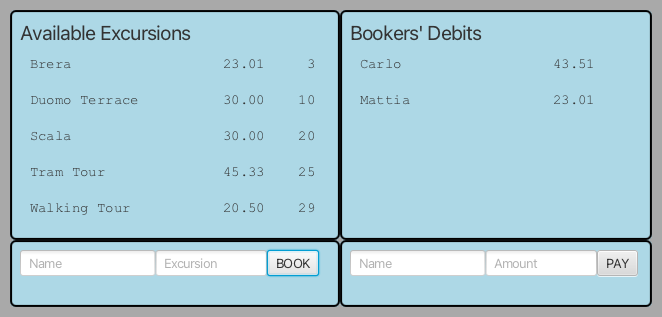 Available Excursions
Brera 23.01 3
Duomo Terrace 30.00 10
Scala 30.00 20
Tram Tour 45.33 25
Walking Tour 20.50 29
Name Excursion BOOK
Bookers' Debits
Carlo 43.51
Mattia 23.01
Name Amount PAY